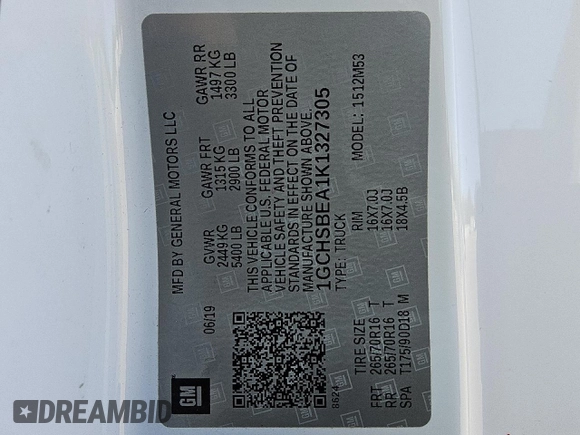 MFD BY GENERAL MOTORS LLC
06/19
GVWR GAWR FRT GAWR RR
2449 KG 1315 KG 1497 KG
5400 LB 2900 LB 3300 LB
THIS VEHICLE CONFORMS TO ALL
APPLICABLE U.S. FEDERAL MOTOR
VEHICLE SAFETY AND THEFT PREVENTION
STANDARDS IN EFFECT ON THE DATE OF
MANUFACTURE SHOWN ABOVE.
1GCHSBEA1K1327305
TYPE: TRUCK MODEL: 1512M53
8824
TIRE SIZE RIM
FRT 265/70R16 T 16X7.0J
RR 265/70R16 T 16X7.0J
SPA T175/90D18 M 18X4.5B
GM
DREAMBID